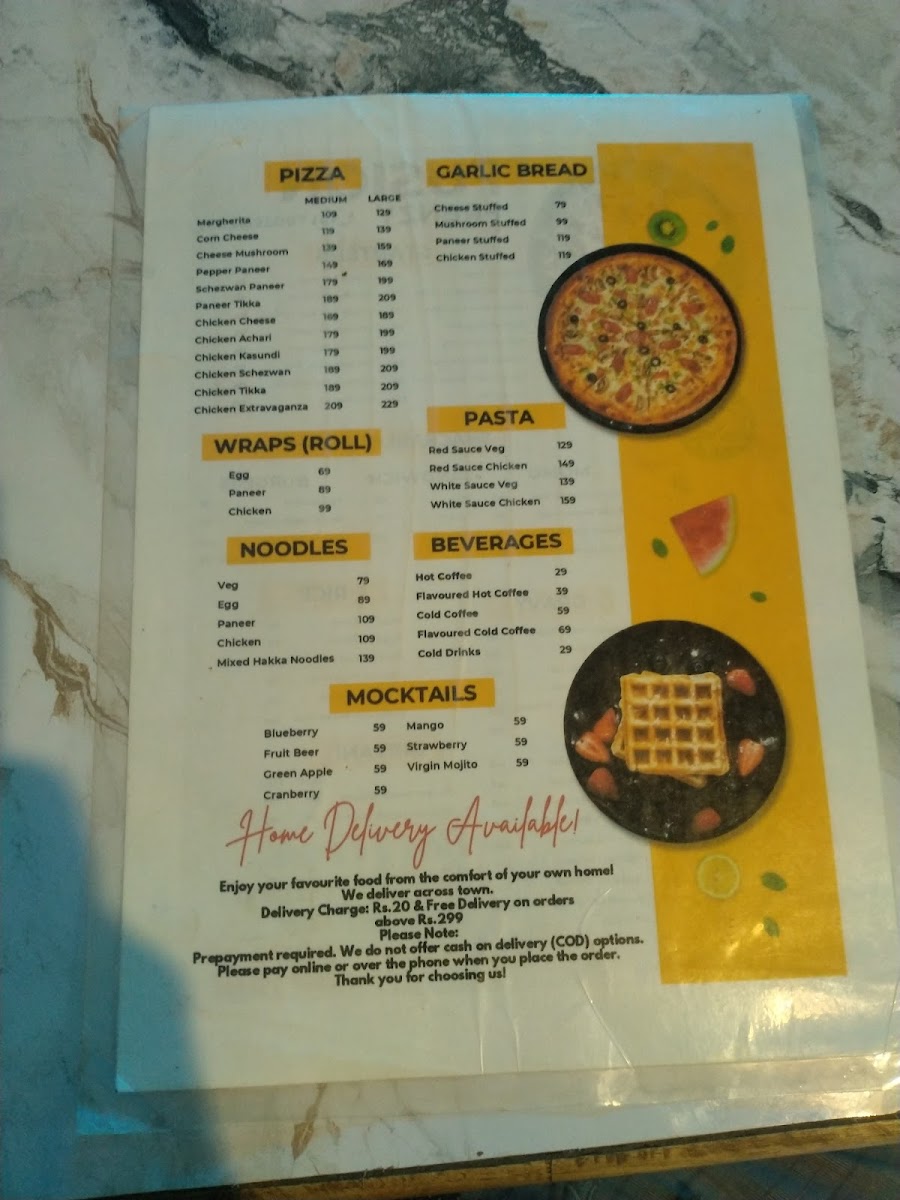 PIZZA
MEDIUM LARGE
Margherita 109 129
Corn Cheese 119 139
Cheese Mushroom 139 159
Pepper Paneer 149 169
Schezwan Paneer 179 199
Paneer Tikka 189 209
Chicken Cheese 169 189
Chicken Achari 179 199
Chicken Kasundi 179 199
Chicken Schezwan 189 209
Chicken Tikka 189 209
Chicken Extravaganza 209 229
GARLIC BREAD
Cheese Stuffed 79
Mushroom Stuffed 99
Paneer Stuffed 119
Chicken Stuffed 119
WRAPS (ROLL)
Egg 69
Paneer 89
Chicken 99
PASTA
Red Sauce Veg 129
Red Sauce Chicken 149
White Sauce Veg 139
White Sauce Chicken 159
NOODLES
Veg 79
Egg 89
Paneer 109
Chicken 109
Mixed Hakka Noodles 139
BEVERAGES
Hot Coffee 29
Flavoured Hot Coffee 39
Cold Coffee 59
Flavoured Cold Coffee 69
Cold Drinks 29
MOCKTAILS
Blueberry 59 Mango 59
Fruit Beer 59 Strawberry 59
Green Apple 59 Virgin Mojito 59
Cranberry 59
Home Delivery Available!
Enjoy your favourite food from the comfort of your own home!
We deliver across town.
Delivery Charge: Rs.20 & Free Delivery on orders
above Rs.299
Please Note:
Prepayment required. We do not offer cash on delivery (COD) options.
Please pay online or over the phone when you place the order.
Thank you for choosing us!